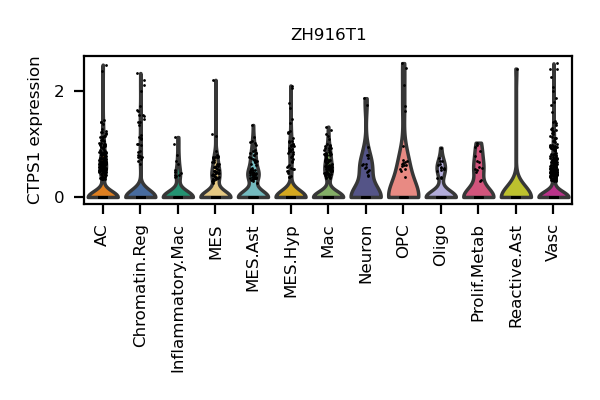 ZH916T1
CTPS1 expression
2
0
AC
Chromatin.Reg
Inflammatory.Mac
MES
MES.Ast
MES.Hyp
Mac
Neuron
OPC
Oligo
Prolif.Metab
Reactive.Ast
Vasc